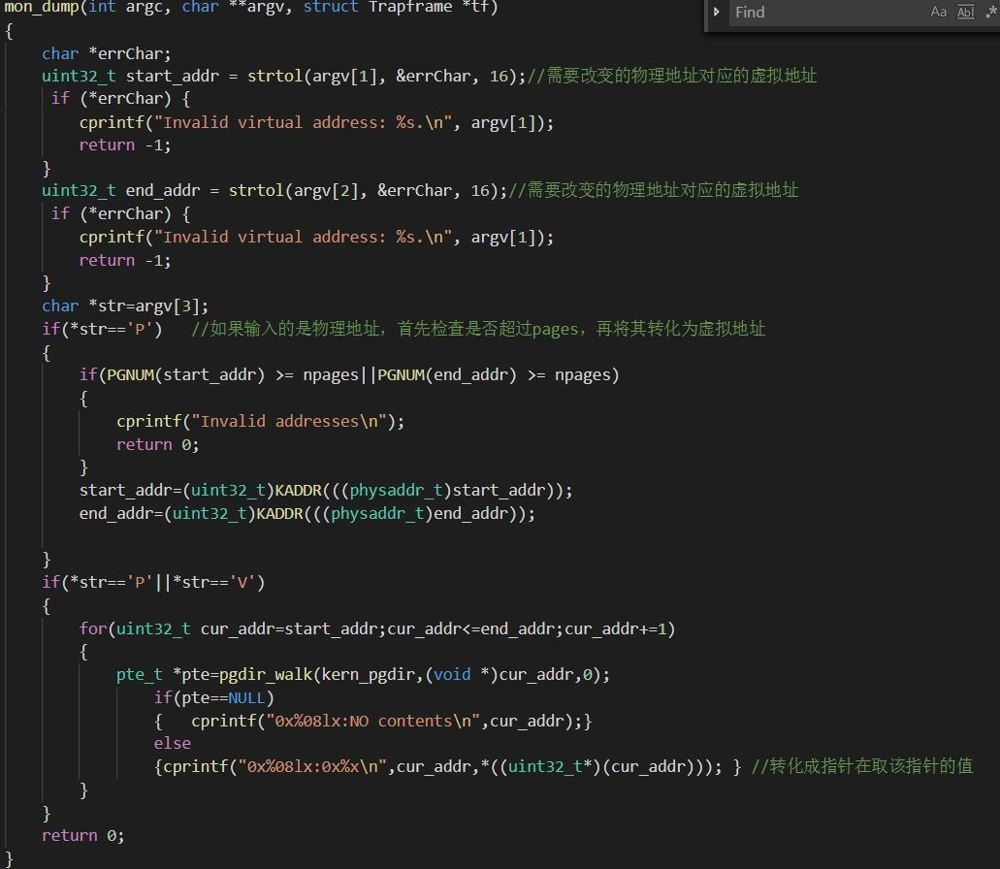 mon_dump(int argc, char **argv, struct Trapframe *tf)
Find
Aa Abl .*
{
char *errChar;
uint32_t start_addr = strtol(argv[1], &errChar, 16);//需要改变的物理地址对应的虚拟地址
if (*errChar) {
cprintf("Invalid virtual address: %s.\n", argv[1]);
return -1;
}
uint32_t end_addr = strtol(argv[2], &errChar, 16);//需要改变的物理地址对应的虚拟地址
if (*errChar) {
cprintf("Invalid virtual address: %s.\n", argv[1]);
return -1;
}
char *str=argv[3];
if(*str=='P') //如果输入的是物理地址，首先检查是否超过pages，再将其转化为虚拟地址
{
if(PGNUM(start_addr) >= npages||PGNUM(end_addr) >= npages)
{
cprintf("Invalid addresses\n");
return 0;
}
start_addr=(uint32_t)KADDR(((physaddr_t)start_addr));
end_addr=(uint32_t)KADDR(((physaddr_t)end_addr));
}
if(*str=='P'||*str=='V')
{
for(uint32_t cur_addr=start_addr;cur_addr<=end_addr;cur_addr+=1)
{
pte_t *pte=pgdir_walk(kern_pgdir,(void *)cur_addr,0);
if(pte==NULL)
{ cprintf("0x%08lx:NO contents\n",cur_addr);}
else
{cprintf("0x%08lx:0x%x\n",cur_addr,*((uint32_t*)(cur_addr))); } //转化成指针在取该指针的值
}
}
return 0;
}